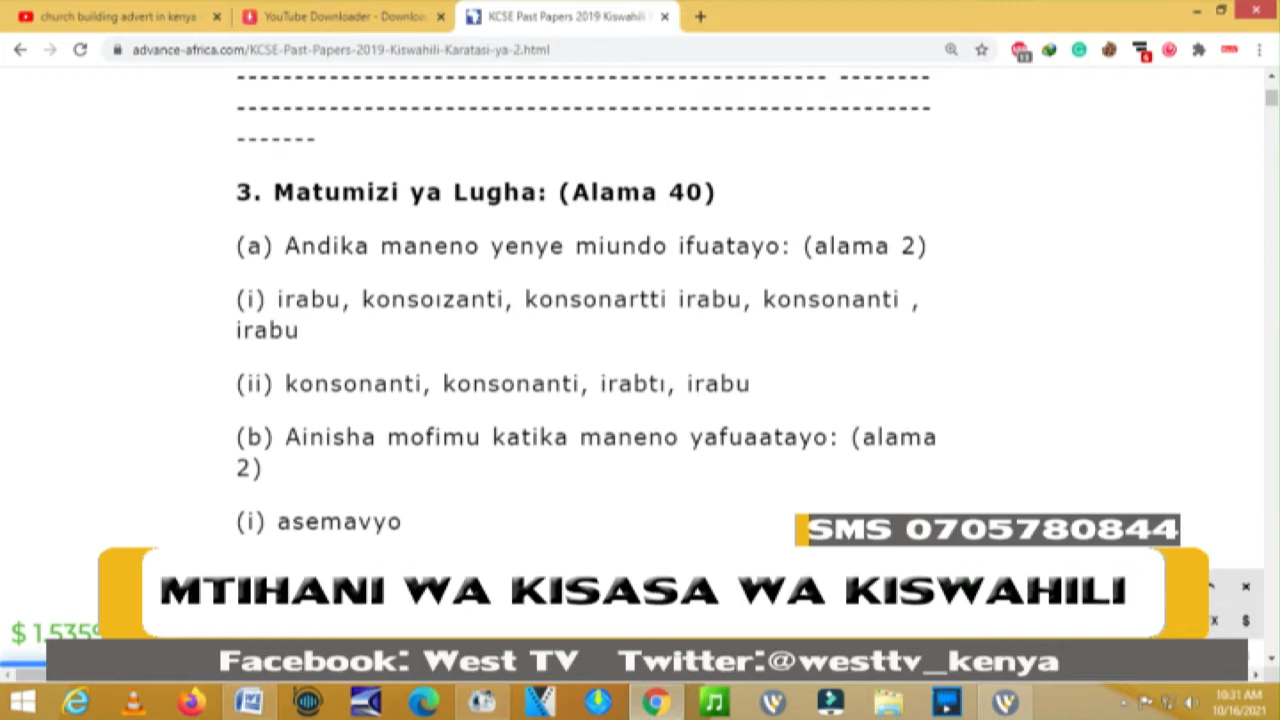 church building advert in kenya
YouTube Downloader - Downloa
KCSE Past Papers 2019 Kiswahili
advance-africa.com/KCSE-Past-Papers-2019-Kiswahili-Karatasi-ya-2.html
--------------------------------------------- --------
-----------------------------------------------------
-------
3. Matumizi ya Lugha: (Alama 40)
(a) Andika maneno yenye miundo ifuatayo: (alama 2)
(i) irabu, konsoızanti, konsonartti irabu, konsonanti ,
irabu
(ii) konsonanti, konsonanti, irabtı, irabu
(b) Ainisha mofimu katika maneno yafuaatayo: (alama
2)
(i) asemavyo
SMS 0705780844
MTIHANI WA KISASA WA KISWAHILI
$ 1.5359
Facebook: West TV Twitter:@westtv_kenya
10:31 AM
10/16/2021